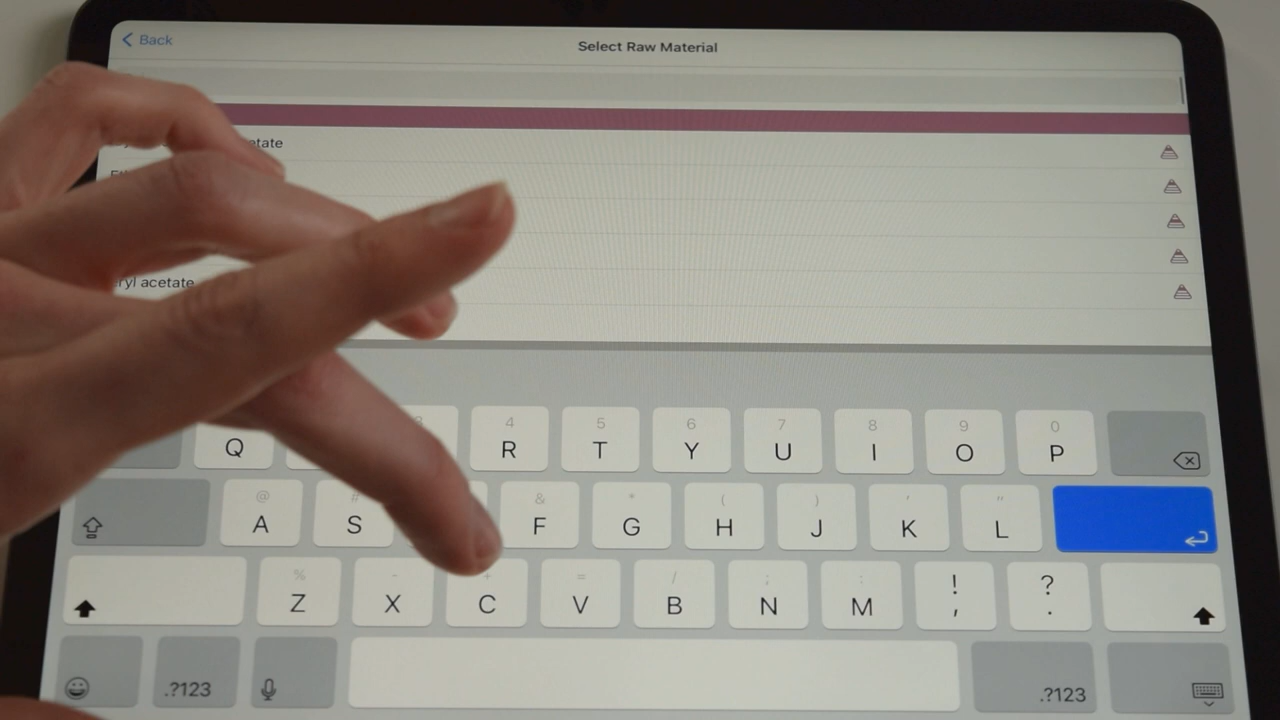 Back
Select Raw Material
etate
eryl acetate
4 5 6 7 8 9 0
Q R T Y U I O P
@ # & * ( ) ' "
A S F G H J K L
% - + = / ; : ! ?
Z X C V B N M , .
.?123 .?123